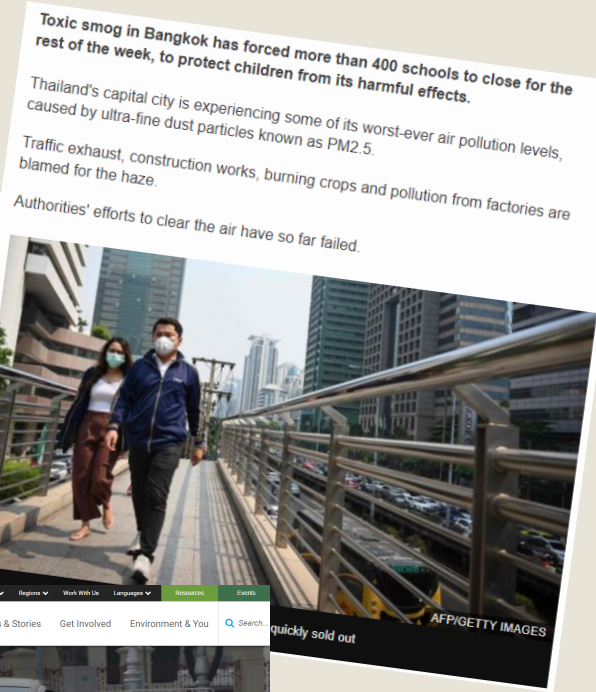 Toxic smog in Bangkok has forced more than 400 schools to close for the
rest of the week, to protect children from its harmful effects.
Thailand's capital city is experiencing some of its worst-ever air pollution levels,
caused by ultra-fine dust particles known as PM2.5.
Traffic exhaust, construction works, burning crops and pollution from factories are
blamed for the haze.
Authorities' efforts to clear the air have so far failed.
AFP/GETTY IMAGES
quickly sold out
Regions Work With Us Languages Resources Events
& Stories Get Involved Environment & You Search...